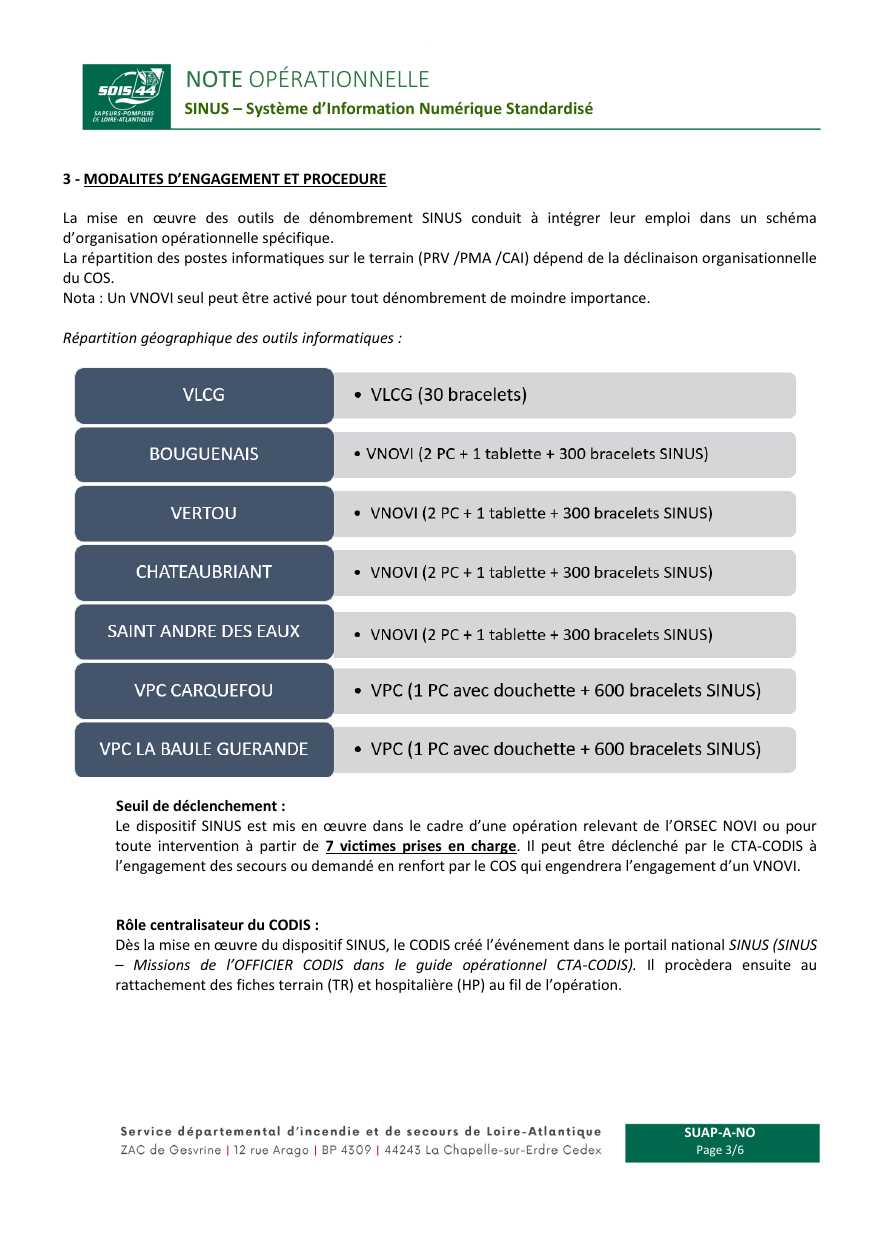 SDIS 44
SAPEURS-POMPIERS
DE LOIRE-ATLANTIQUE
NOTE OPÉRATIONNELLE
SINUS – Système d’Information Numérique Standardisé
3 - MODALITES D’ENGAGEMENT ET PROCEDURE
La mise en œuvre des outils de dénombrement SINUS conduit à intégrer leur emploi dans un schéma
d’organisation opérationnelle spécifique.
La répartition des postes informatiques sur le terrain (PRV /PMA /CAI) dépend de la déclinaison organisationnelle
du COS.
Nota : Un VNOVI seul peut être activé pour tout dénombrement de moindre importance.
Répartition géographique des outils informatiques :
VLCG
• VLCG (30 bracelets)
BOUGUENAIS
• VNOVI (2 PC + 1 tablette + 300 bracelets SINUS)
VERTOU
• VNOVI (2 PC + 1 tablette + 300 bracelets SINUS)
CHATEAUBRIANT
• VNOVI (2 PC + 1 tablette + 300 bracelets SINUS)
SAINT ANDRE DES EAUX
• VNOVI (2 PC + 1 tablette + 300 bracelets SINUS)
VPC CARQUEFOU
• VPC (1 PC avec douchette + 600 bracelets SINUS)
VPC LA BAULE GUERANDE
• VPC (1 PC avec douchette + 600 bracelets SINUS)
Seuil de déclenchement :
Le dispositif SINUS est mis en œuvre dans le cadre d’une opération relevant de l’ORSEC NOVI ou pour
toute intervention à partir de 7 victimes prises en charge. Il peut être déclenché par le CTA-CODIS à
l’engagement des secours ou demandé en renfort par le COS qui engendrera l’engagement d’un VNOVI.
Rôle centralisateur du CODIS :
Dès la mise en œuvre du dispositif SINUS, le CODIS créé l’événement dans le portail national SINUS (SINUS
– Missions de l’OFFICIER CODIS dans le guide opérationnel CTA-CODIS). Il procèdera ensuite au
rattachement des fiches terrain (TR) et hospitalière (HP) au fil de l’opération.
Service départemental d’incendie et de secours de Loire-Atlantique
ZAC de Gesvrine | 12 rue Arago | BP 4309 | 44243 La Chapelle-sur-Erdre Cedex
SUAP-A-NO
Page 3/6